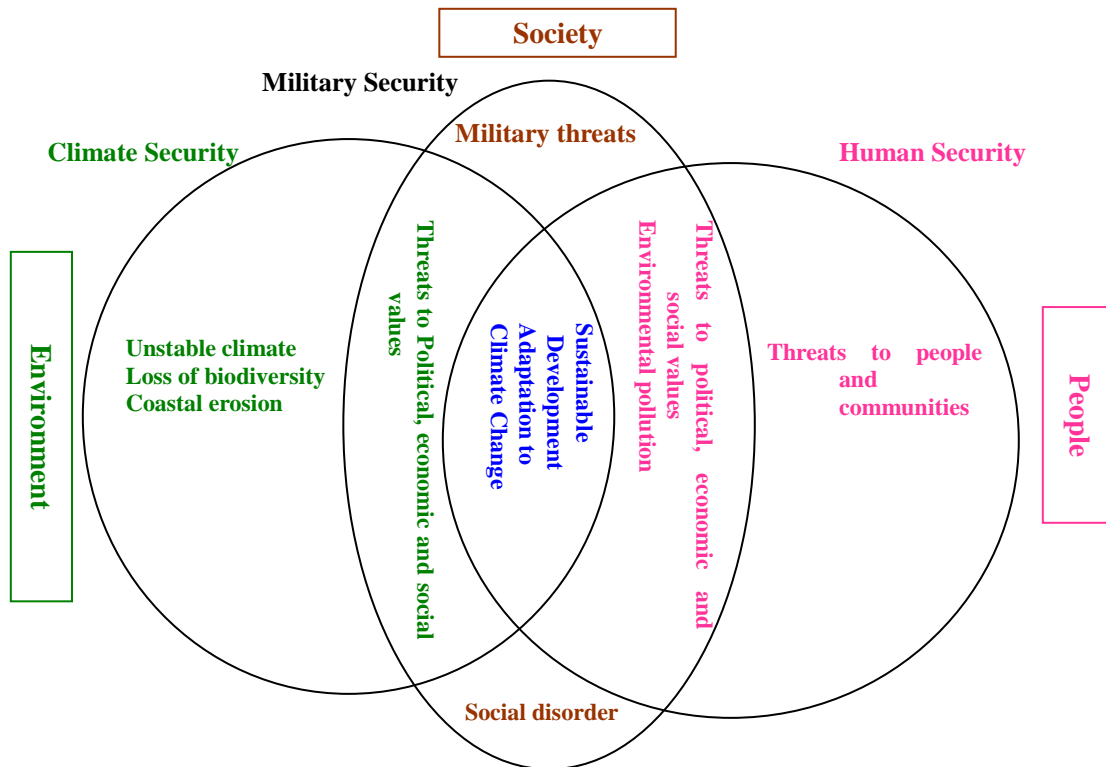 Society
Military Security
Military threats
Climate Security
Human Security
Environment
Unstable climate
Loss of biodiversity
Coastal erosion
Threats to Political, economic and social
values
Sustainable
Development
Adaptation to
Climate Change
Threats to political, economic and
social values
Environmental pollution
Threats to people
and
communities
People
Social disorder